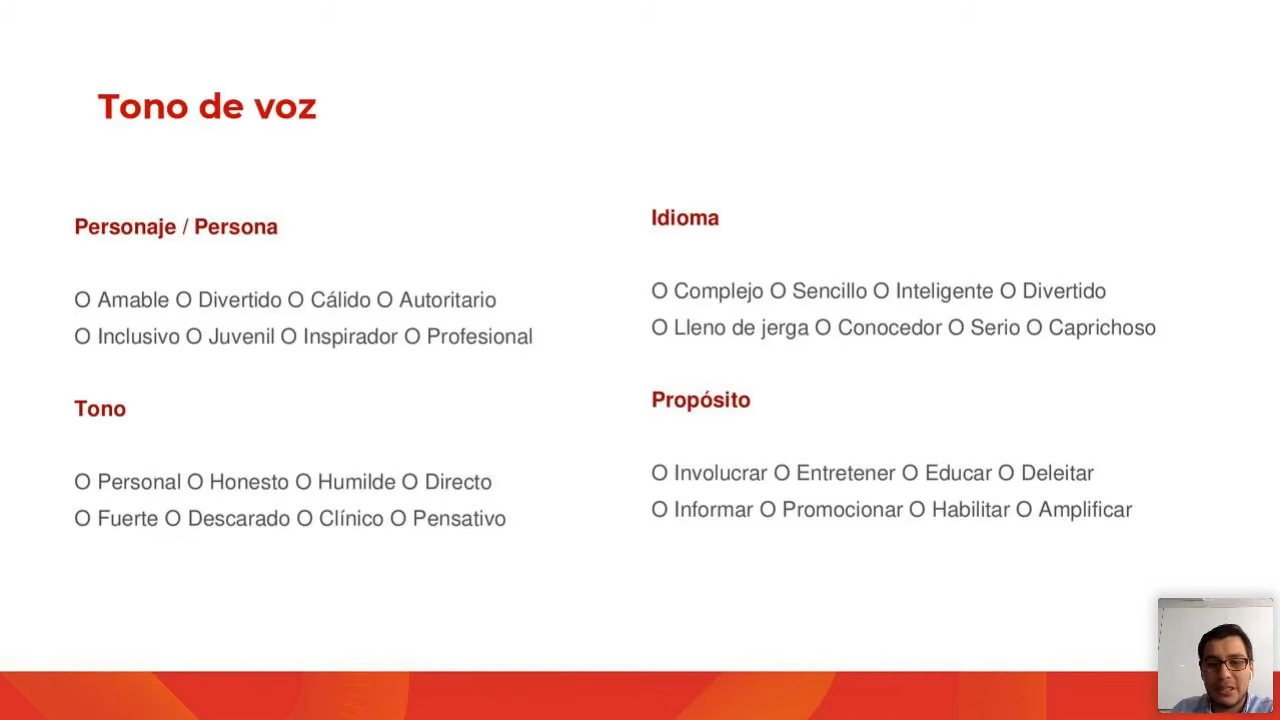 Tono de voz
Personaje / Persona
O Amable O Divertido O Cálido O Autoritario
O Inclusivo O Juvenil O Inspirador O Profesional
Tono
O Personal O Honesto O Humilde O Directo
O Fuerte O Descarado O Clínico O Pensativo
Idioma
O Complejo O Sencillo O Inteligente O Divertido
O Lleno de jerga O Conocedor O Serio O Caprichoso
Propósito
O Involucrar O Entretener O Educar O Deleitar
O Informar O Promocionar O Habilitar O Amplificar